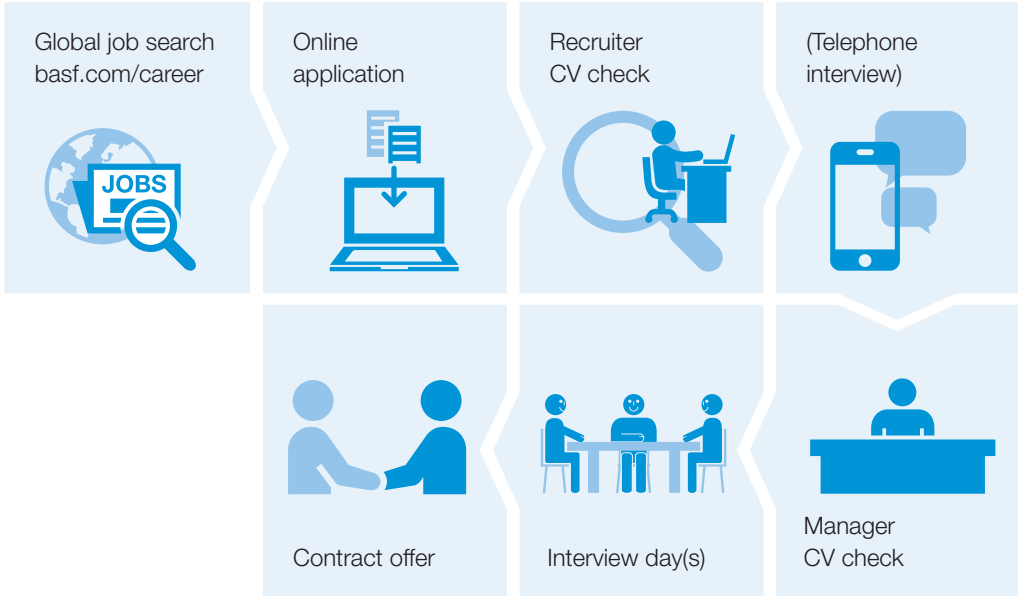 Global job search
basf.com/career
Online
application
Recruiter
CV check
(Telephone
interview)
JOBS
Manager
CV check
Interview day(s)
Contract offer